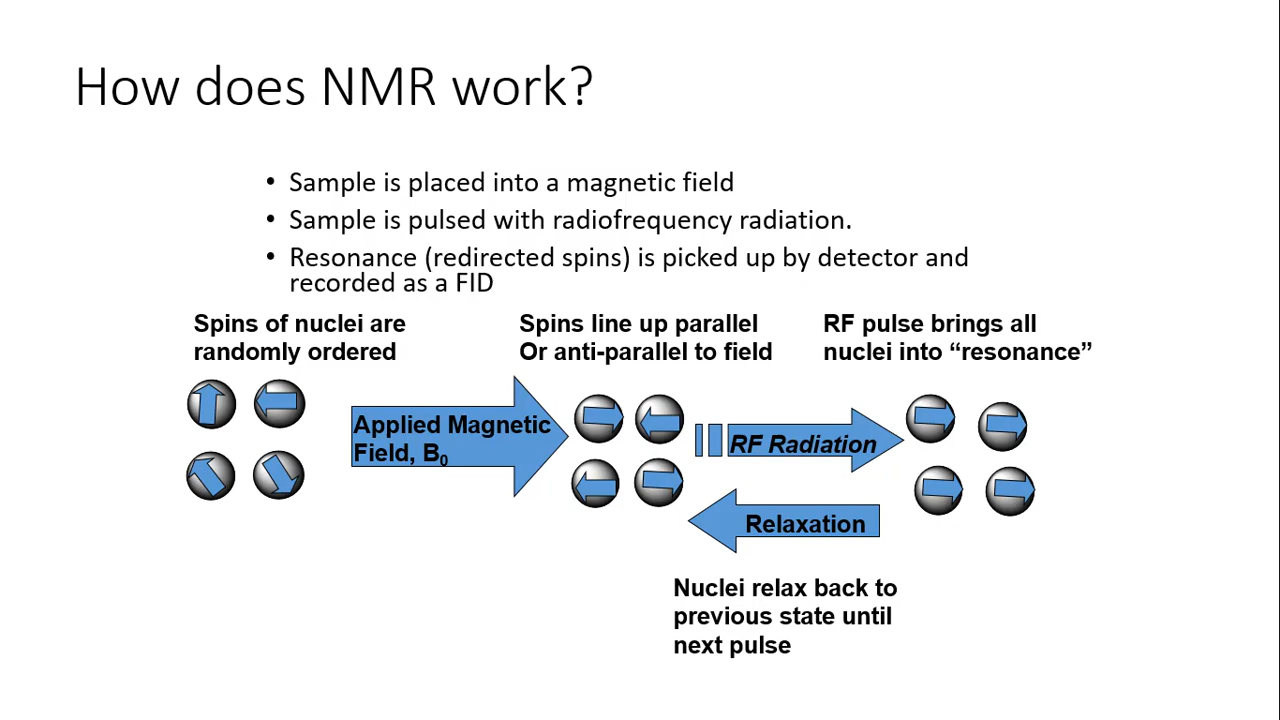 How does NMR work?
• Sample is placed into a magnetic field
• Sample is pulsed with radiofrequency radiation.
• Resonance (redirected spins) is picked up by detector and
recorded as a FID
Spins of nuclei are
randomly ordered
Spins line up parallel
Or anti-parallel to field
RF pulse brings all
nuclei into “resonance”
Applied Magnetic
Field, B₀
RF Radiation
Relaxation
Nuclei relax back to
previous state until
next pulse